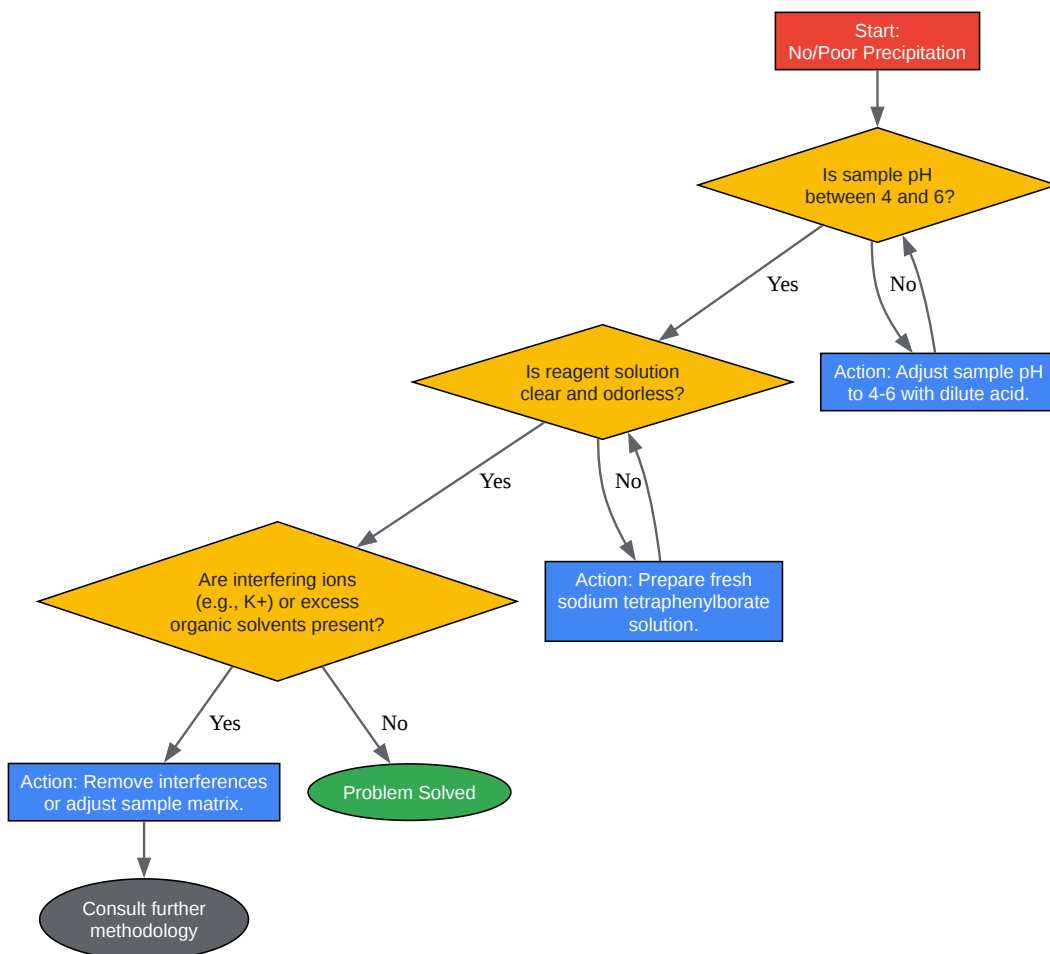 Start:
No/Poor Precipitation
Is sample pH
between 4 and 6?
Yes
No
Is reagent solution
clear and odorless?
Action: Adjust sample pH
to 4-6 with dilute acid.
Yes
No
Are interfering ions
(e.g., K+) or excess
organic solvents present?
Action: Prepare fresh
sodium tetraphenylborate
solution.
Yes
No
Action: Remove interferences
or adjust sample matrix.
Problem Solved
Consult further
methodology